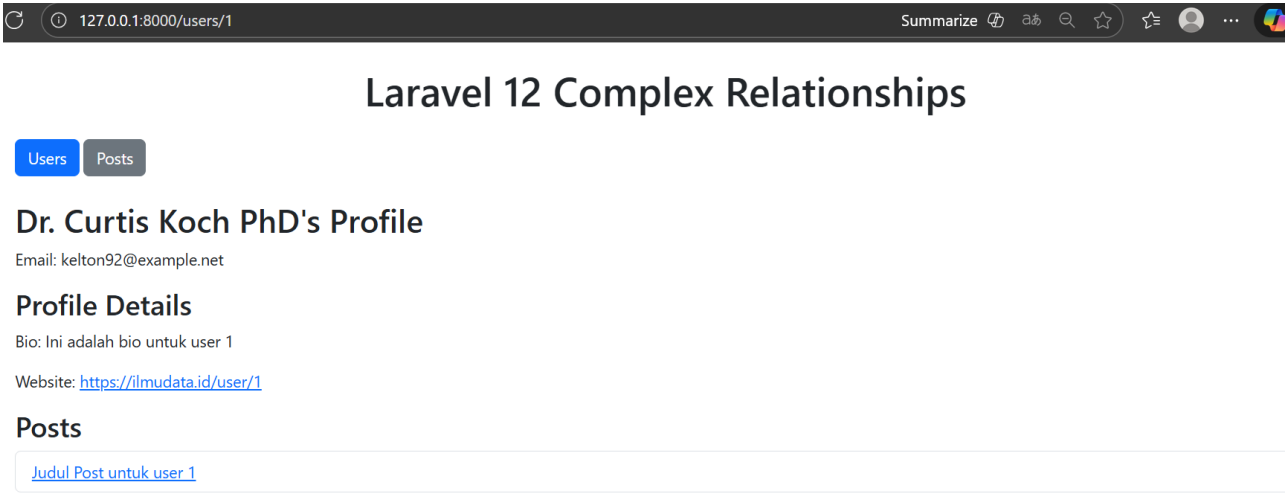 127.0.0.1:8000/users/1 Summarize aあ
Laravel 12 Complex Relationships
Users Posts
Dr. Curtis Koch PhD's Profile
Email: kelton92@example.net
Profile Details
Bio: Ini adalah bio untuk user 1
Website: https://ilmudata.id/user/1
Posts
Judul Post untuk user 1